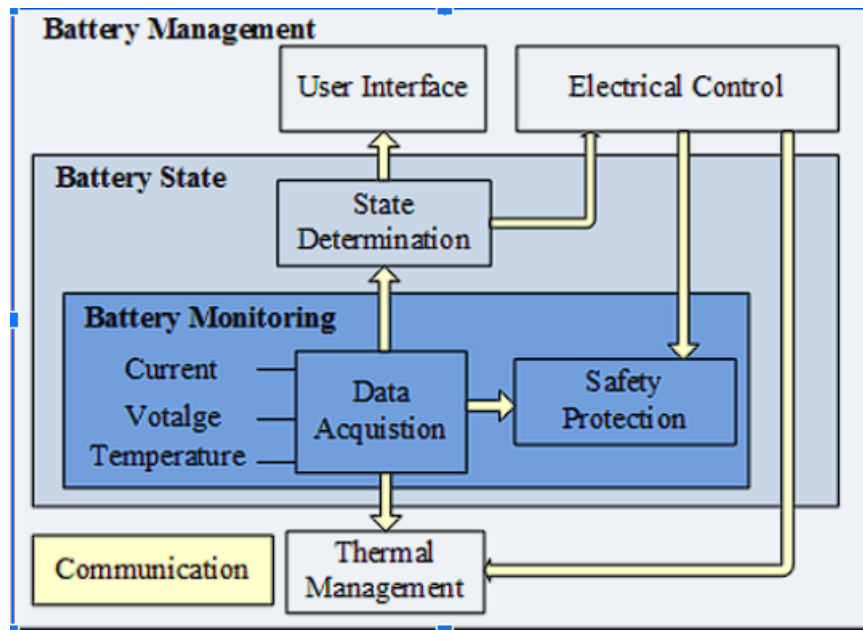 Battery Management
User Interface
Electrical Control
Battery State
State
Determination
Battery Monitoring
Current
Votalge
Temperature
Data
Acquistion
Safety
Protection
Communication
Thermal
Management